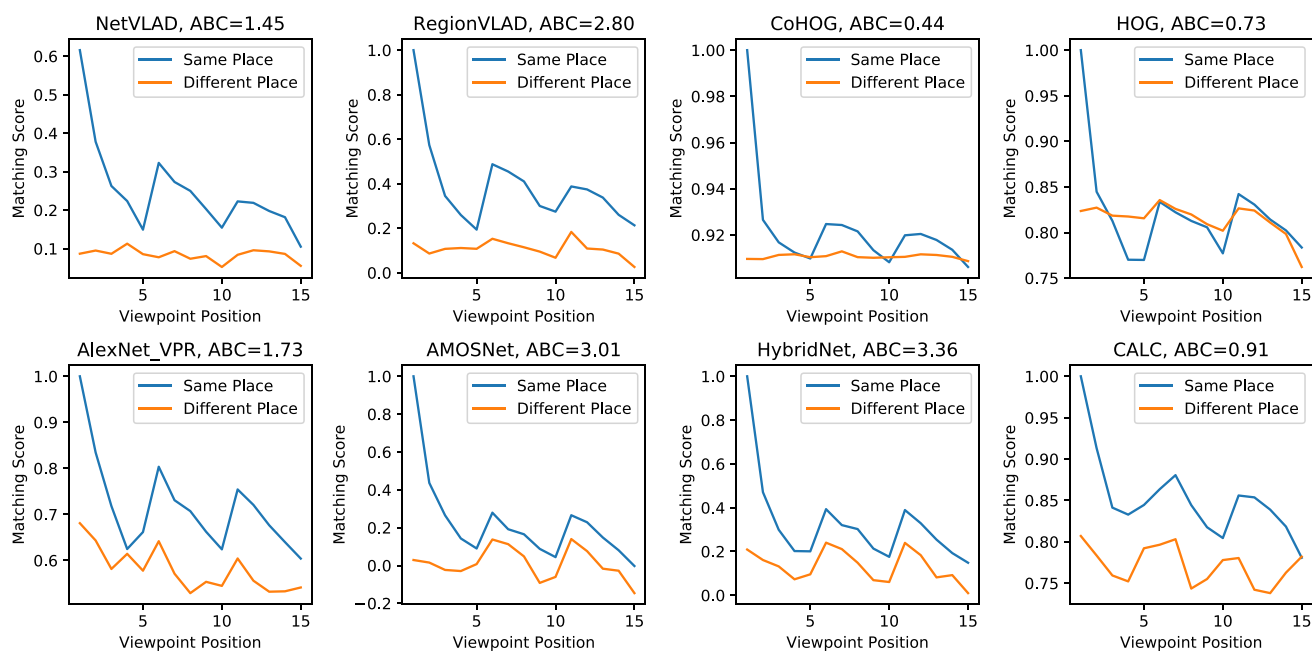 NetVLAD, ABC=1.45
Same Place
Different Place
Matching Score
0.6
0.5
0.4
0.3
0.2
0.1
5
10
15
Viewpoint Position
RegionVLAD, ABC=2.80
Same Place
Different Place
Matching Score
1.0
0.8
0.6
0.4
0.2
0.0
5
10
15
Viewpoint Position
CoHOG, ABC=0.44
Same Place
Different Place
Matching Score
1.00
0.98
0.96
0.94
0.92
5
10
15
Viewpoint Position
HOG, ABC=0.73
Same Place
Different Place
Matching Score
1.00
0.95
0.90
0.85
0.80
0.75
5
10
15
Viewpoint Position
AlexNet_VPR, ABC=1.73
Same Place
Different Place
Matching Score
1.0
0.9
0.8
0.7
0.6
5
10
15
Viewpoint Position
AMOSNet, ABC=3.01
Same Place
Different Place
Matching Score
1.0
0.8
0.6
0.4
0.2
0.0
−0.2
5
10
15
Viewpoint Position
HybridNet, ABC=3.36
Same Place
Different Place
Matching Score
1.0
0.8
0.6
0.4
0.2
0.0
5
10
15
Viewpoint Position
CALC, ABC=0.91
Same Place
Different Place
Matching Score
1.00
0.95
0.90
0.85
0.80
0.75
5
10
15
Viewpoint Position